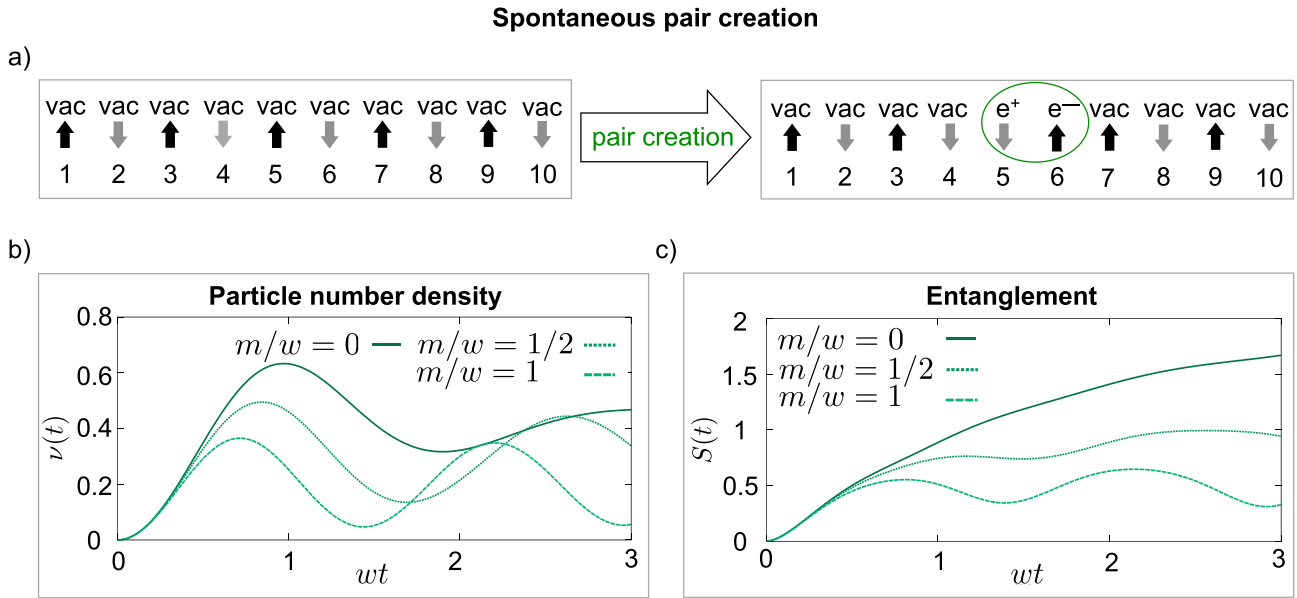 Spontaneous pair creation
a)
vac vac vac vac vac vac vac vac vac vac
1 2 3 4 5 6 7 8 9 10
pair creation
vac vac vac vac e⁺ e⁻ vac vac vac vac
1 2 3 4 5 6 7 8 9 10
b)
Particle number density
0.8
0.6
0.4
0.2
0
ν(t)
m/w = 0
m/w = 1/2
m/w = 1
0 1 2 3
wt
c)
Entanglement
2
1.5
1
0.5
0
S(t)
m/w = 0
m/w = 1/2
m/w = 1
0 1 2 3
wt